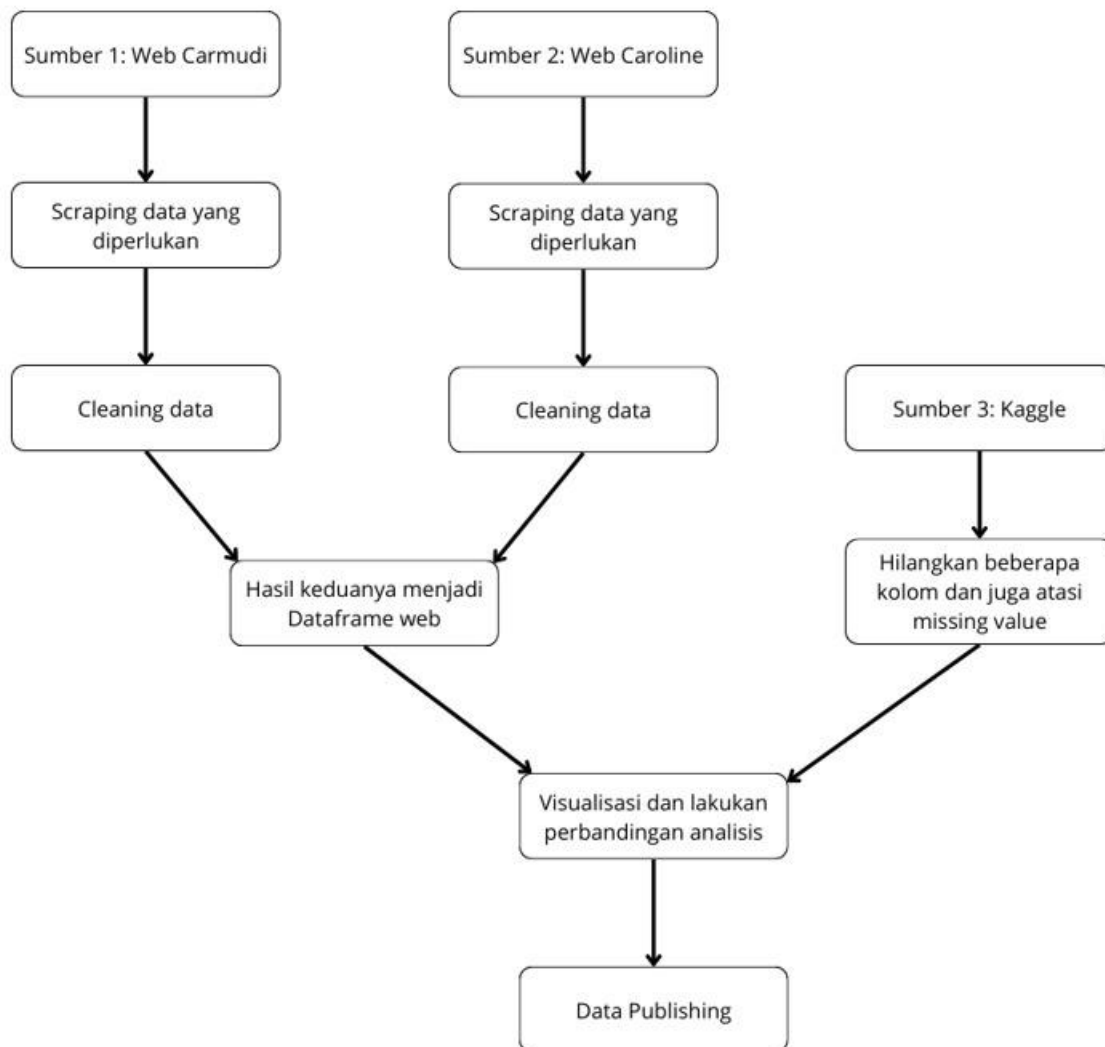 Sumber 1: Web Carmudi
Sumber 2: Web Caroline
Scraping data yang
diperlukan
Scraping data yang
diperlukan
Cleaning data
Cleaning data
Sumber 3: Kaggle
Hasil keduanya menjadi
Dataframe web
Hilangkan beberapa
kolom dan juga atasi
missing value
Visualisasi dan lakukan
perbandingan analisis
Data Publishing